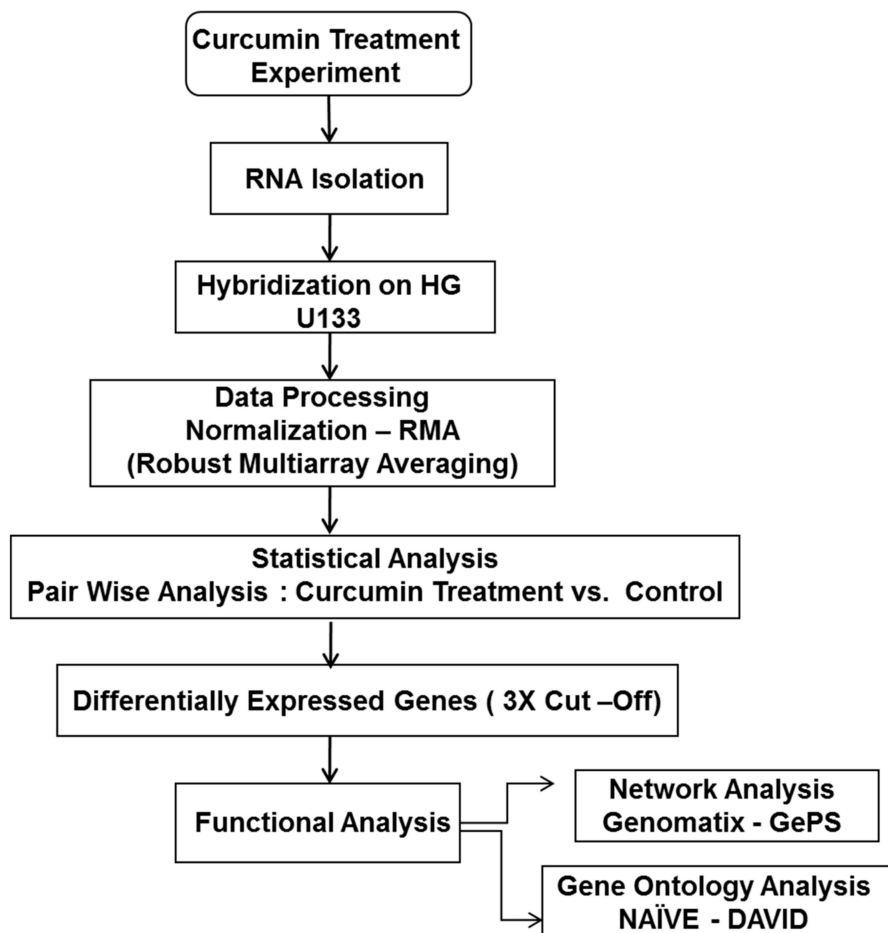 Curcumin Treatment
Experiment
RNA Isolation
Hybridization on HG
U133
Data Processing
Normalization – RMA
(Robust Multiarray Averaging)
Statistical Analysis
Pair Wise Analysis : Curcumin Treatment vs. Control
Differentially Expressed Genes ( 3X Cut –Off)
Functional Analysis
Network Analysis
Genomatix - GePS
Gene Ontology Analysis
NAÏVE - DAVID